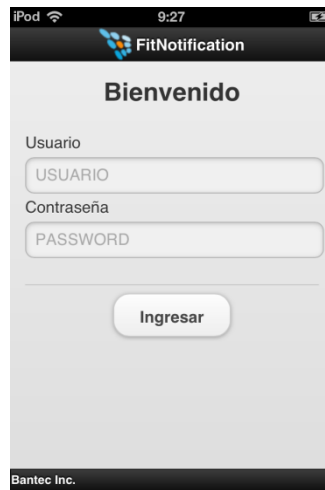 iPod 9:27
FitNotification
Bienvenido
Usuario
USUARIO
Contraseña
PASSWORD
Ingresar
Bantec Inc.